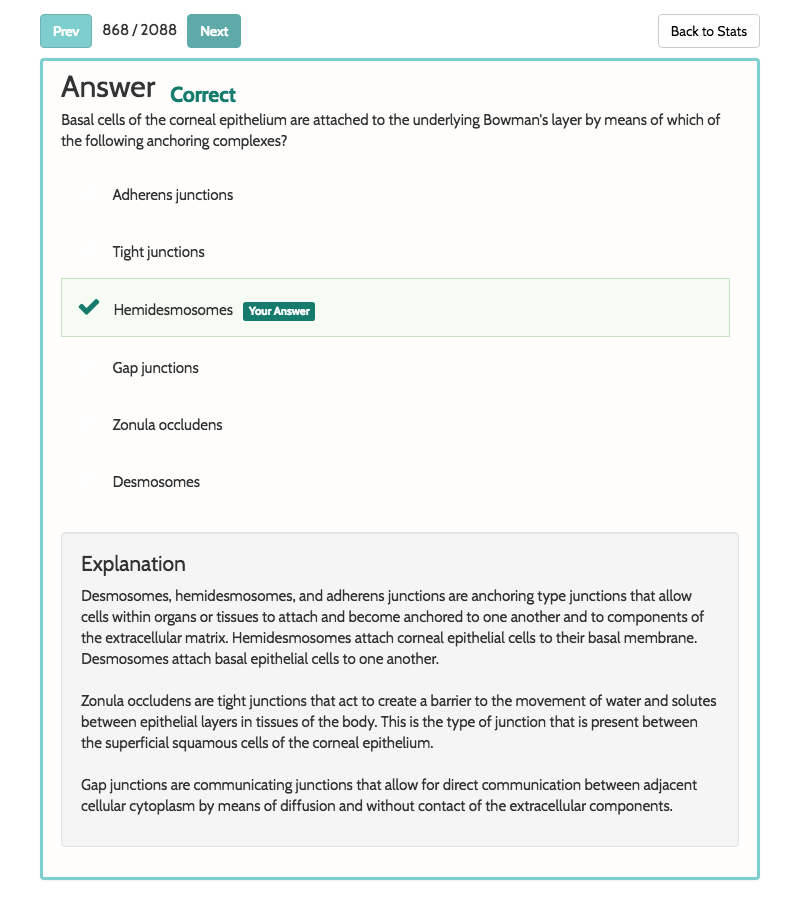 Prev 868 / 2088 Next Back to Stats
Answer Correct
Basal cells of the corneal epithelium are attached to the underlying Bowman's layer by means of which of
the following anchoring complexes?
Adherens junctions
Tight junctions
Hemidesmosomes Your Answer
Gap junctions
Zonula occludens
Desmosomes
Explanation
Desmosomes, hemidesmosomes, and adherens junctions are anchoring type junctions that allow
cells within organs or tissues to attach and become anchored to one another and to components of
the extracellular matrix. Hemidesmosomes attach corneal epithelial cells to their basal membrane.
Desmosomes attach basal epithelial cells to one another.
Zonula occludens are tight junctions that act to create a barrier to the movement of water and solutes
between epithelial layers in tissues of the body. This is the type of junction that is present between
the superficial squamous cells of the corneal epithelium.
Gap junctions are communicating junctions that allow for direct communication between adjacent
cellular cytoplasm by means of diffusion and without contact of the extracellular components.